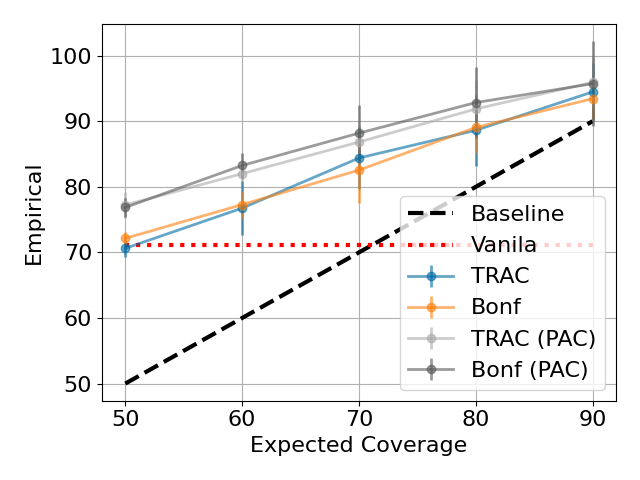 100
90
80
70
60
50
Empirical
50
60
70
80
90
Expected Coverage
Baseline
Vanila
TRAC
Bonf
TRAC (PAC)
Bonf (PAC)